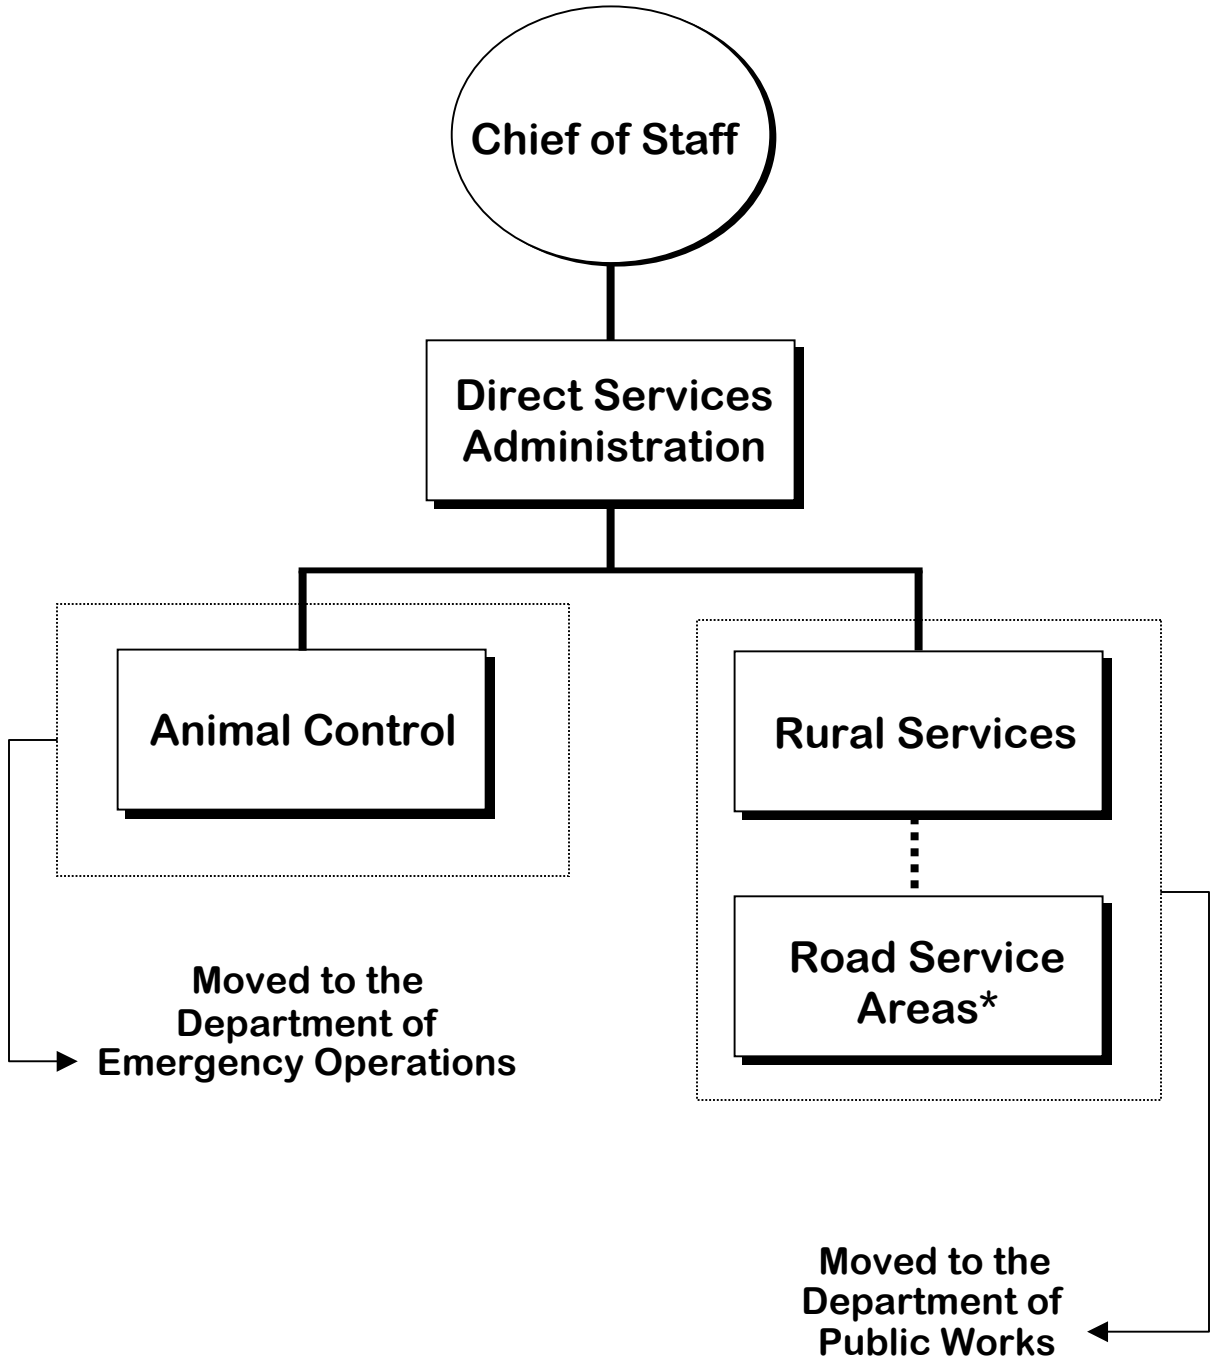 Chief of Staff
Direct Services
Administration
Animal Control
Rural Services
Road Service
Areas*
Moved to the
Department of
Emergency Operations
Moved to the
Department of
Public Works